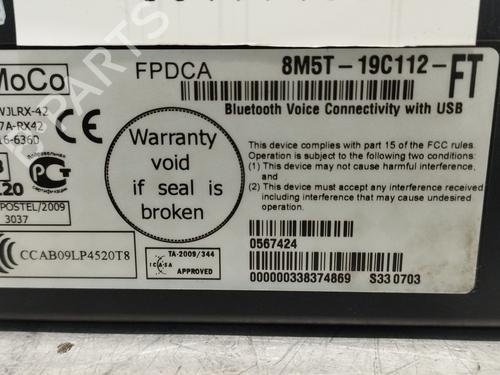 MoCo
FPDCA
8M5T-19C112-FT
WJLRX-42
7A-RX42
16-6360
Bluetooth Voice Connectivity with USB
Warranty
void
if seal is
broken
This device complies with part 15 of the FCC rules.
Operation is subject to the following two conditions:
(1) This device may not cause harmful interference,
and
(2) This device must accept any interference
received, including interference that may cause
undesired operation.
120
POSTEL/2009
3037
CCAB09LP4520T8
TA-2009/344
ICASA
APPROVED
0567424
000000338374869
S33 0703